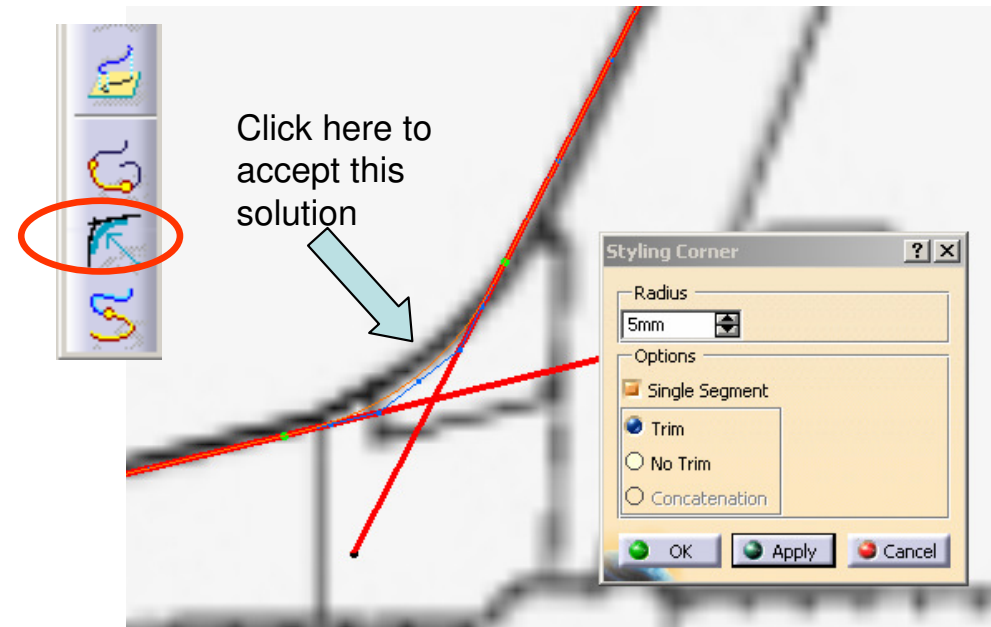 Click here to
accept this
solution
Styling Corner
Radius
5mm
Options
Single Segment
Trim
No Trim
Concatenation
OK
Apply
Cancel